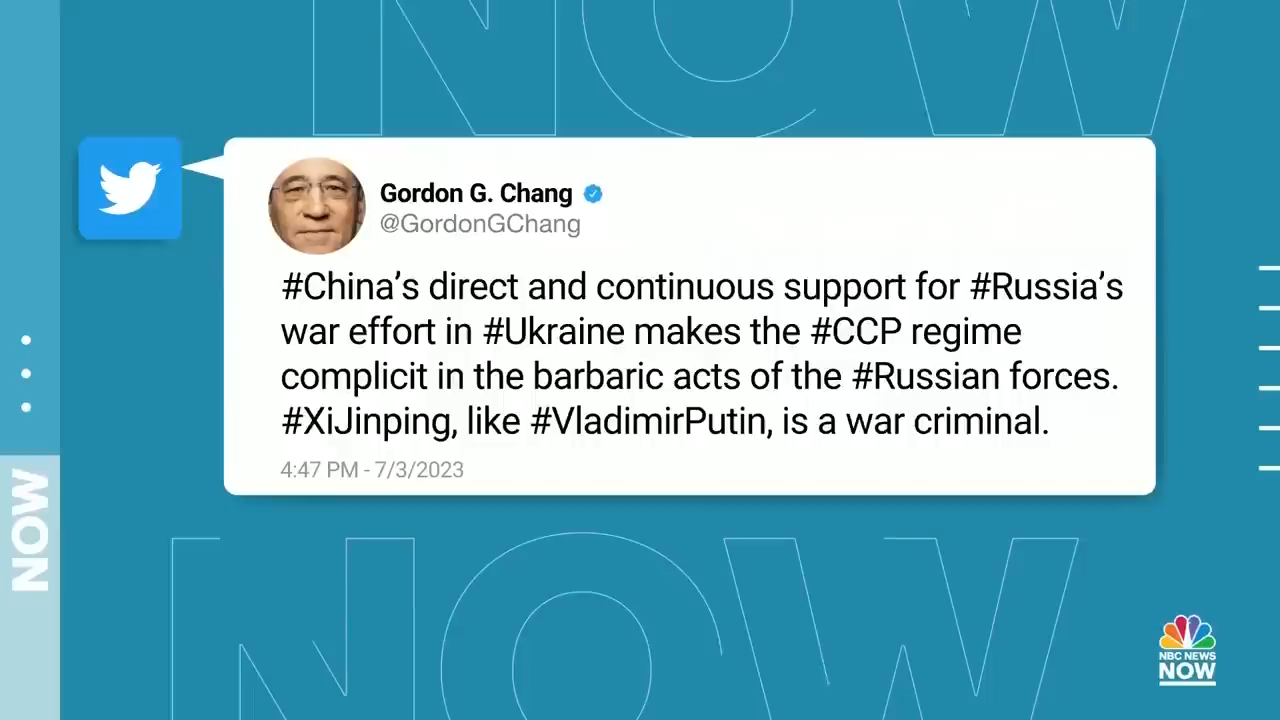 NOW
Gordon G. Chang
@GordonGChang
#China’s direct and continuous support for #Russia’s
war effort in #Ukraine makes the #CCP regime
complicit in the barbaric acts of the #Russian forces.
#XiJinping, like #VladimirPutin, is a war criminal.
4:47 PM - 7/3/2023
NOW
NOW
NBC NEWS
NOW